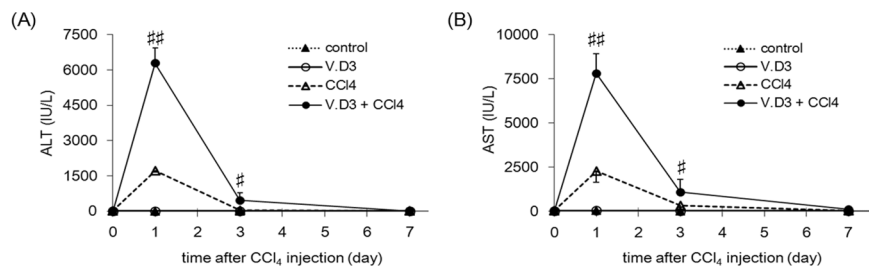 (A)
7500
6000
4500
3000
1500
0
ALT (IU/L)
♯♯
♯
control
V.D3
CCl4
V.D3 + CCl4
0 1 2 3 4 5 6 7
time after CCl₄ injection (day)
(B)
10000
7500
5000
2500
0
AST (IU/L)
♯♯
♯
control
V.D3
CCl4
V.D3 + CCl4
0 1 2 3 4 5 6 7
time after CCl₄ injection (day)